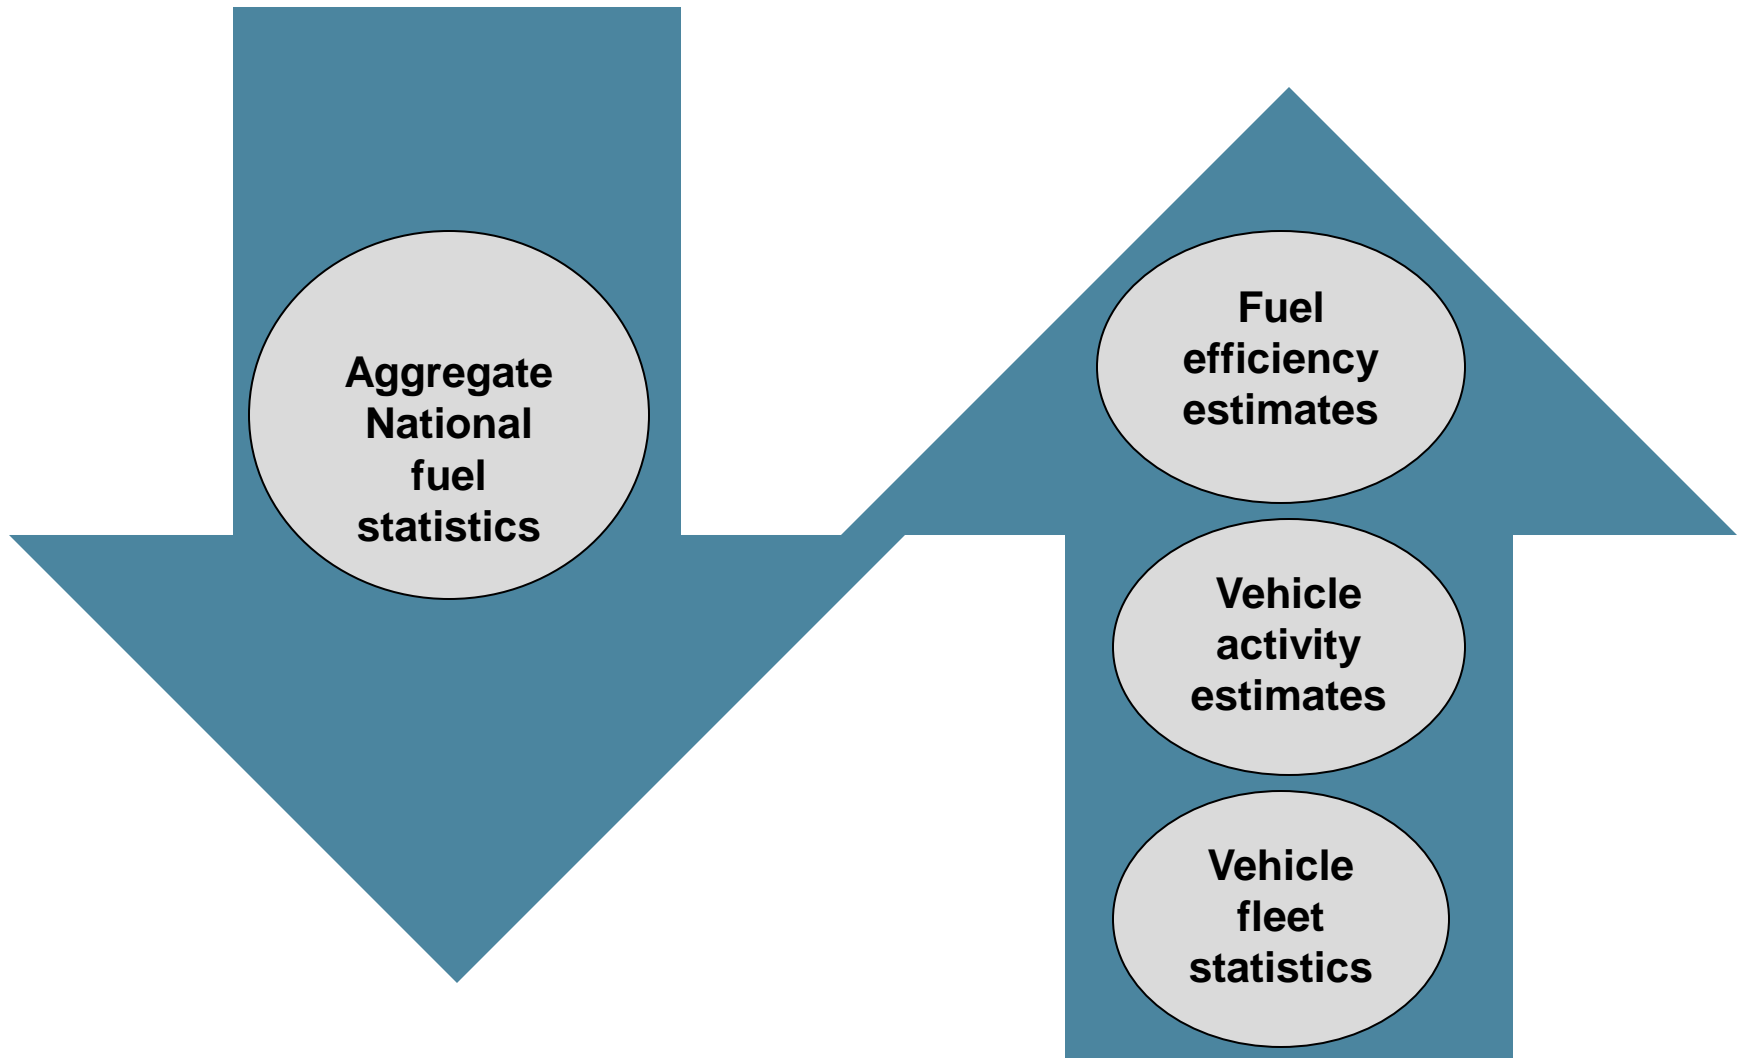 Aggregate
National
fuel
statistics
Fuel
efficiency
estimates
Vehicle
activity
estimates
Vehicle
fleet
statistics